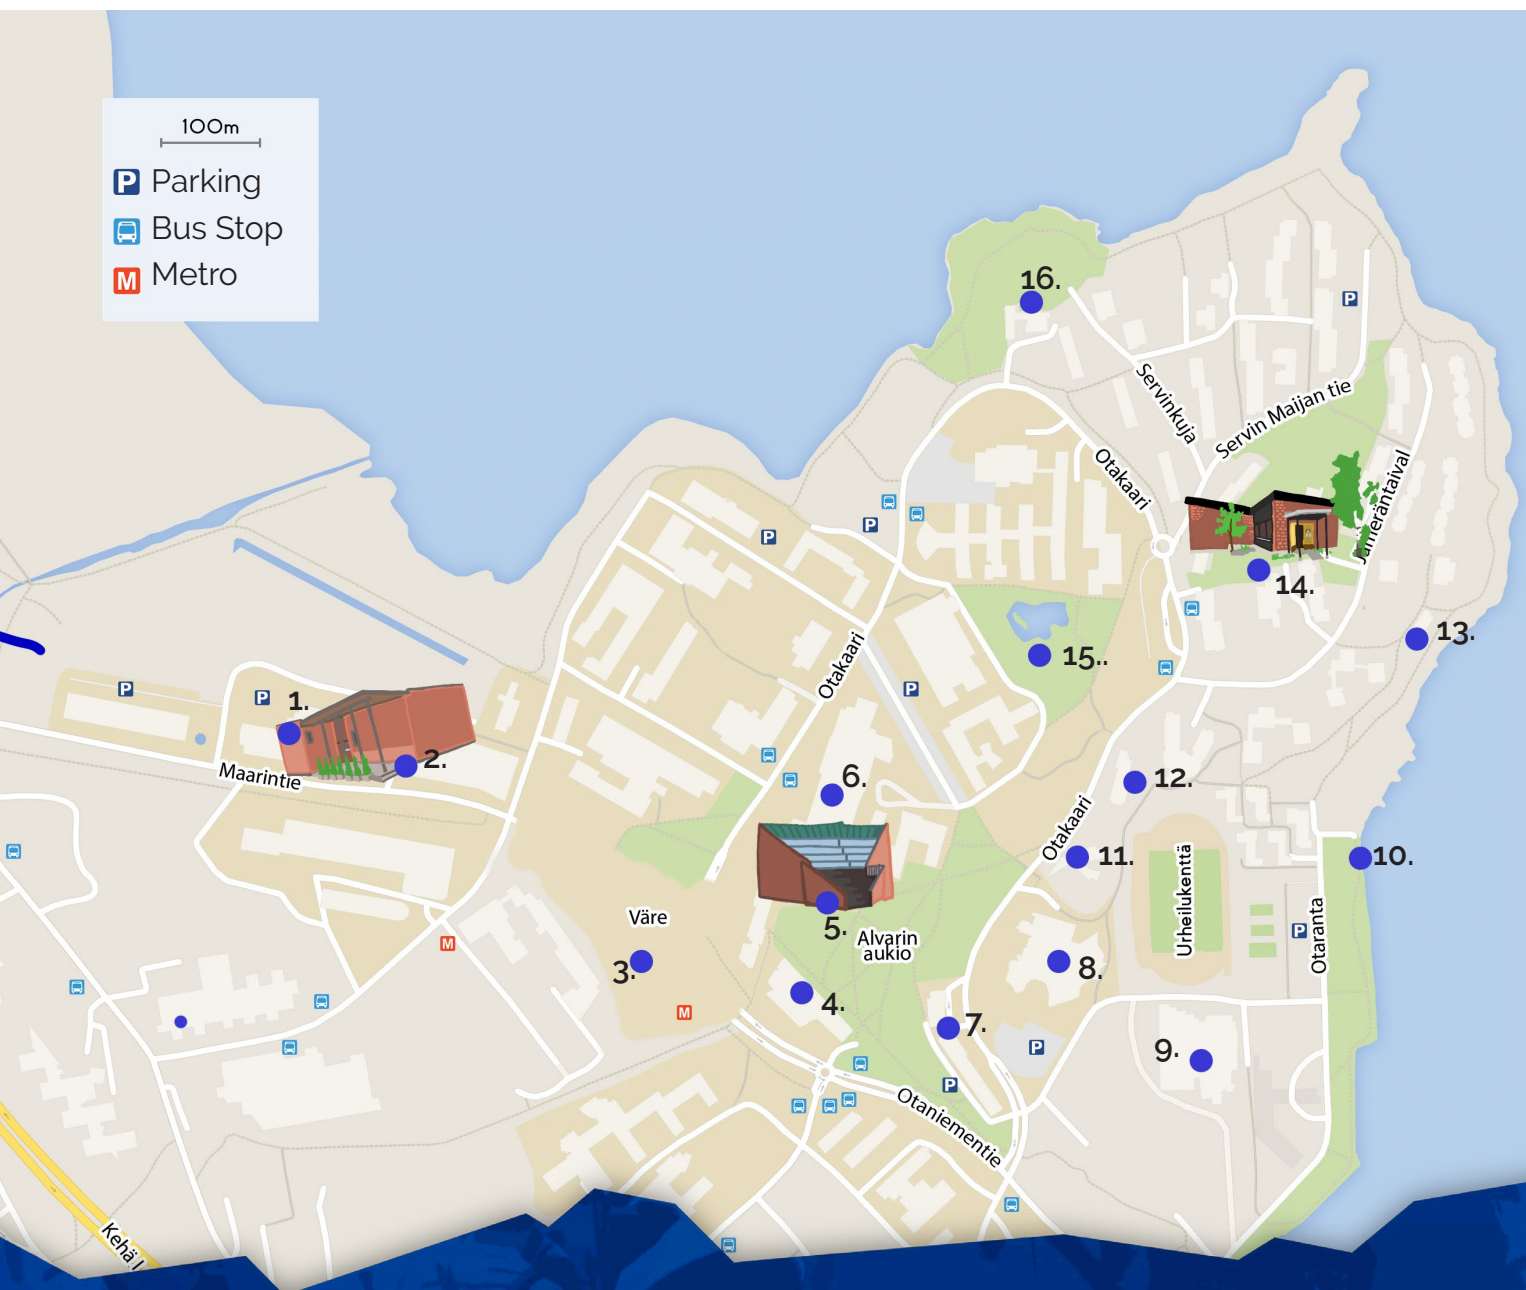 100m
P Parking
Bus Stop
M Metro
16.
P
Servinkuja
Servin Maijan tie
Otakaari
Jämeräntaival
P
P
14.
13.
15..
Otakaari
P
P
P
1.
2.
Maarintie
6.
12.
Otakaari
11.
10.
Urheilukenttä
Väre
5.
Alvarin
aukio
Otaranta
P
M
3.
8.
4.
7.
M
9.
P
P
Otaniementie
Kehä I